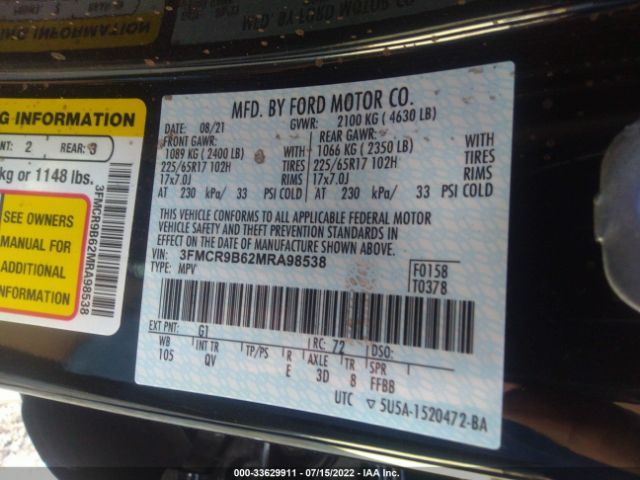 MFD. BY FORD MOTOR CO.
DATE: 08/21 GVWR: 2100 KG ( 4630 LB)
FRONT GAWR: REAR GAWR:
1089 KG ( 2400 LB) WITH 1066 KG ( 2350 LB) WITH
225/65R17 102H TIRES 225/65R17 102H TIRES
17x7.0J RIMS 17x7.0J RIMS
AT 230 kPa/ 33 PSI COLD AT 230 kPa/ 33 PSI COLD
THIS VEHICLE CONFORMS TO ALL APPLICABLE FEDERAL MOTOR
VEHICLE SAFETY AND THEFT PREVENTION STANDARDS IN
EFFECT ON THE DATE OF MANUFACTURE SHOWN ABOVE.
VIN: 3FMCR9B62MRA98538
TYPE: MPV
F0158
T0378
EXT PNT: G1 RC: 72 DSO:
WB INT TR TP/PS R AXLE TR SPR
105 QV E 3D 8 FFBB
UTC ▽ 5U5A-1520472-BA
G INFORMATION
NT: 2 REAR: 3
kg or 1148 lbs.
SEE OWNERS
MANUAL FOR
ADDITIONAL
INFORMATION
3FMCR9B62MRA98538
000-33629911 - 07/15/2022 - IAA Inc.